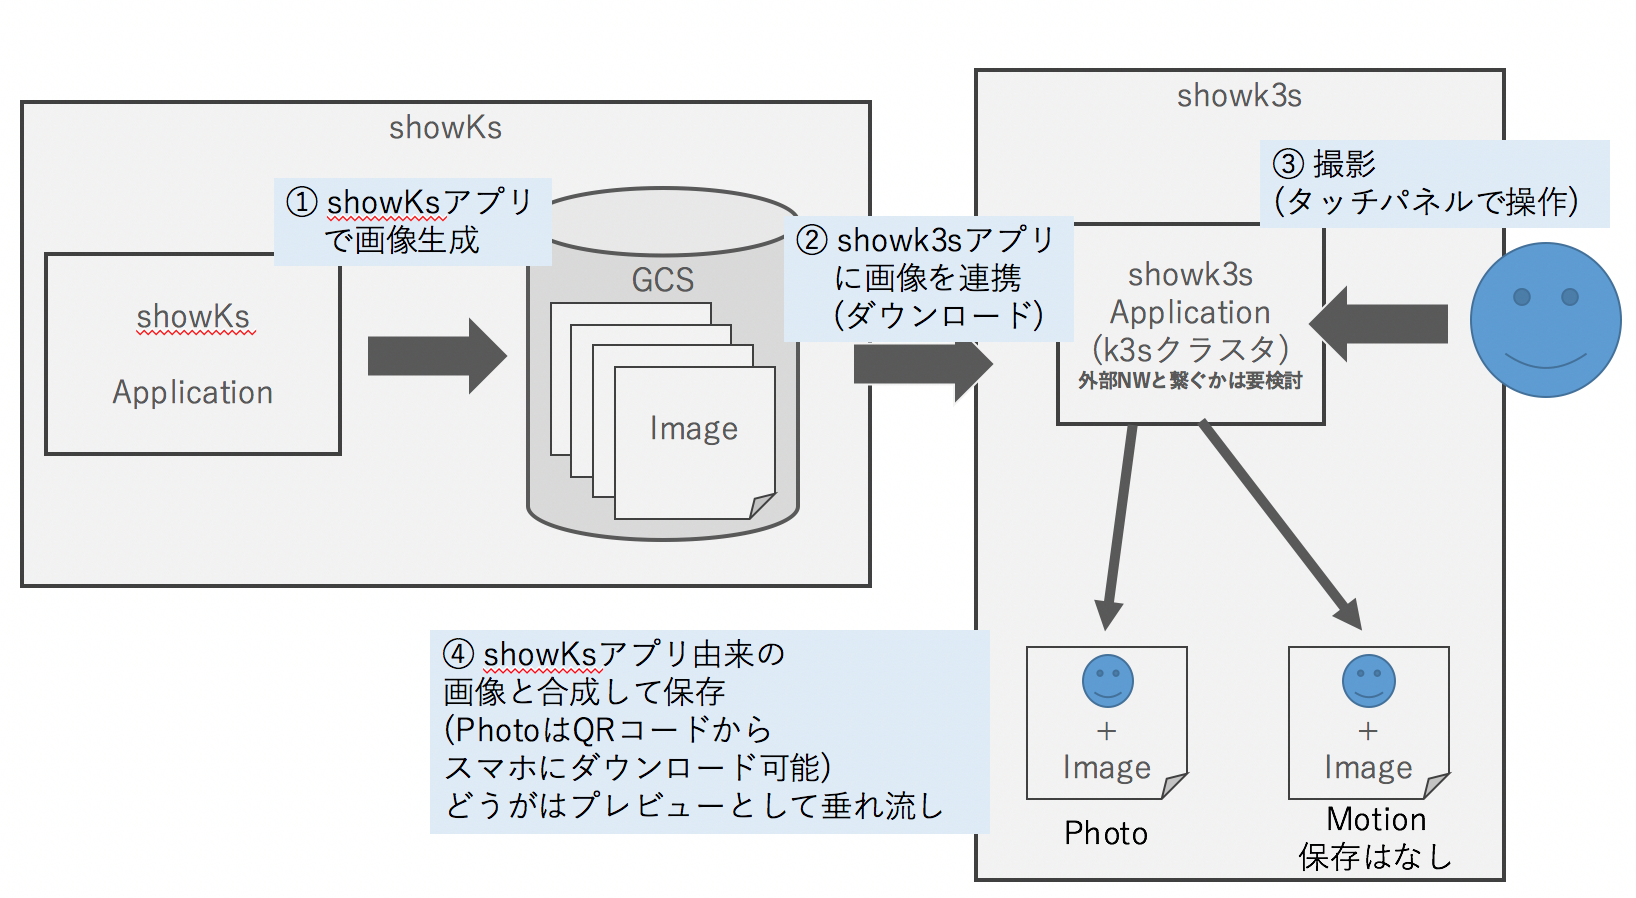 showKs
① showKsアプリ
で画像生成
showKs
Application
GCS
Image
② showk3sアプリ
に画像を連携
(ダウンロード)
showk3s
③ 撮影
(タッチパネルで操作)
showk3s
Application
(k3sクラスタ)
外部NWと繋ぐかは要検討
④ showKsアプリ由来の
画像と合成して保存
(PhotoはQRコードから
スマホにダウンロード可能)
どうがはプレビューとして垂れ流し
+
Image
Photo
+
Image
Motion
保存はなし